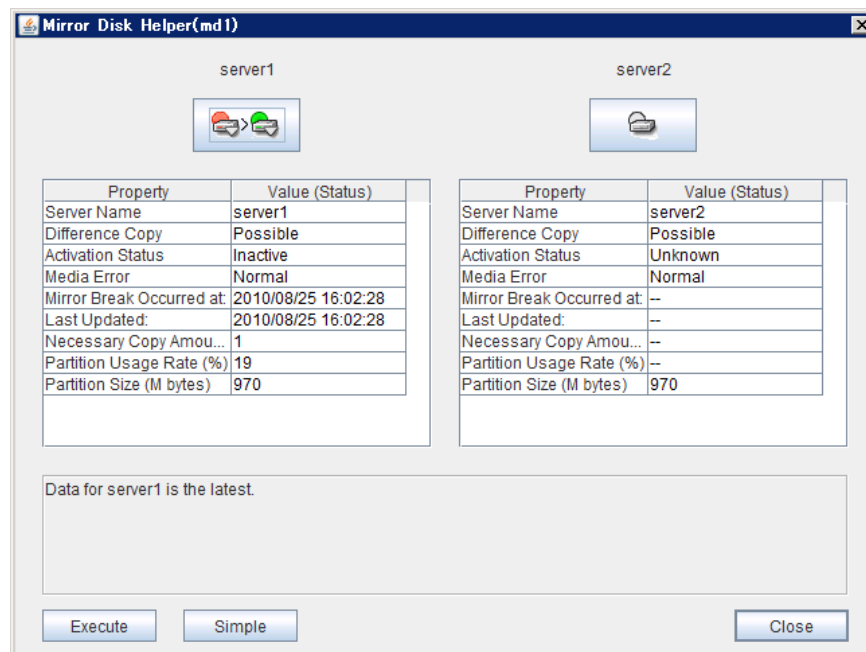 Mirror Disk Helper(md1)
server1 server2
Property Value (Status) Property Value (Status)
Server Name server1 Server Name server2
Difference Copy Possible Difference Copy Possible
Activation Status Inactive Activation Status Unknown
Media Error Normal Media Error Normal
Mirror Break Occurred at: 2010/08/25 16:02:28 Mirror Break Occurred at: --
Last Updated: 2010/08/25 16:02:28 Last Updated: --
Necessary Copy Amou... 1 Necessary Copy Amou... --
Partition Usage Rate (%) 19 Partition Usage Rate (%) --
Partition Size (M bytes) 970 Partition Size (M bytes) 970
Data for server1 is the latest.
Execute Simple Close